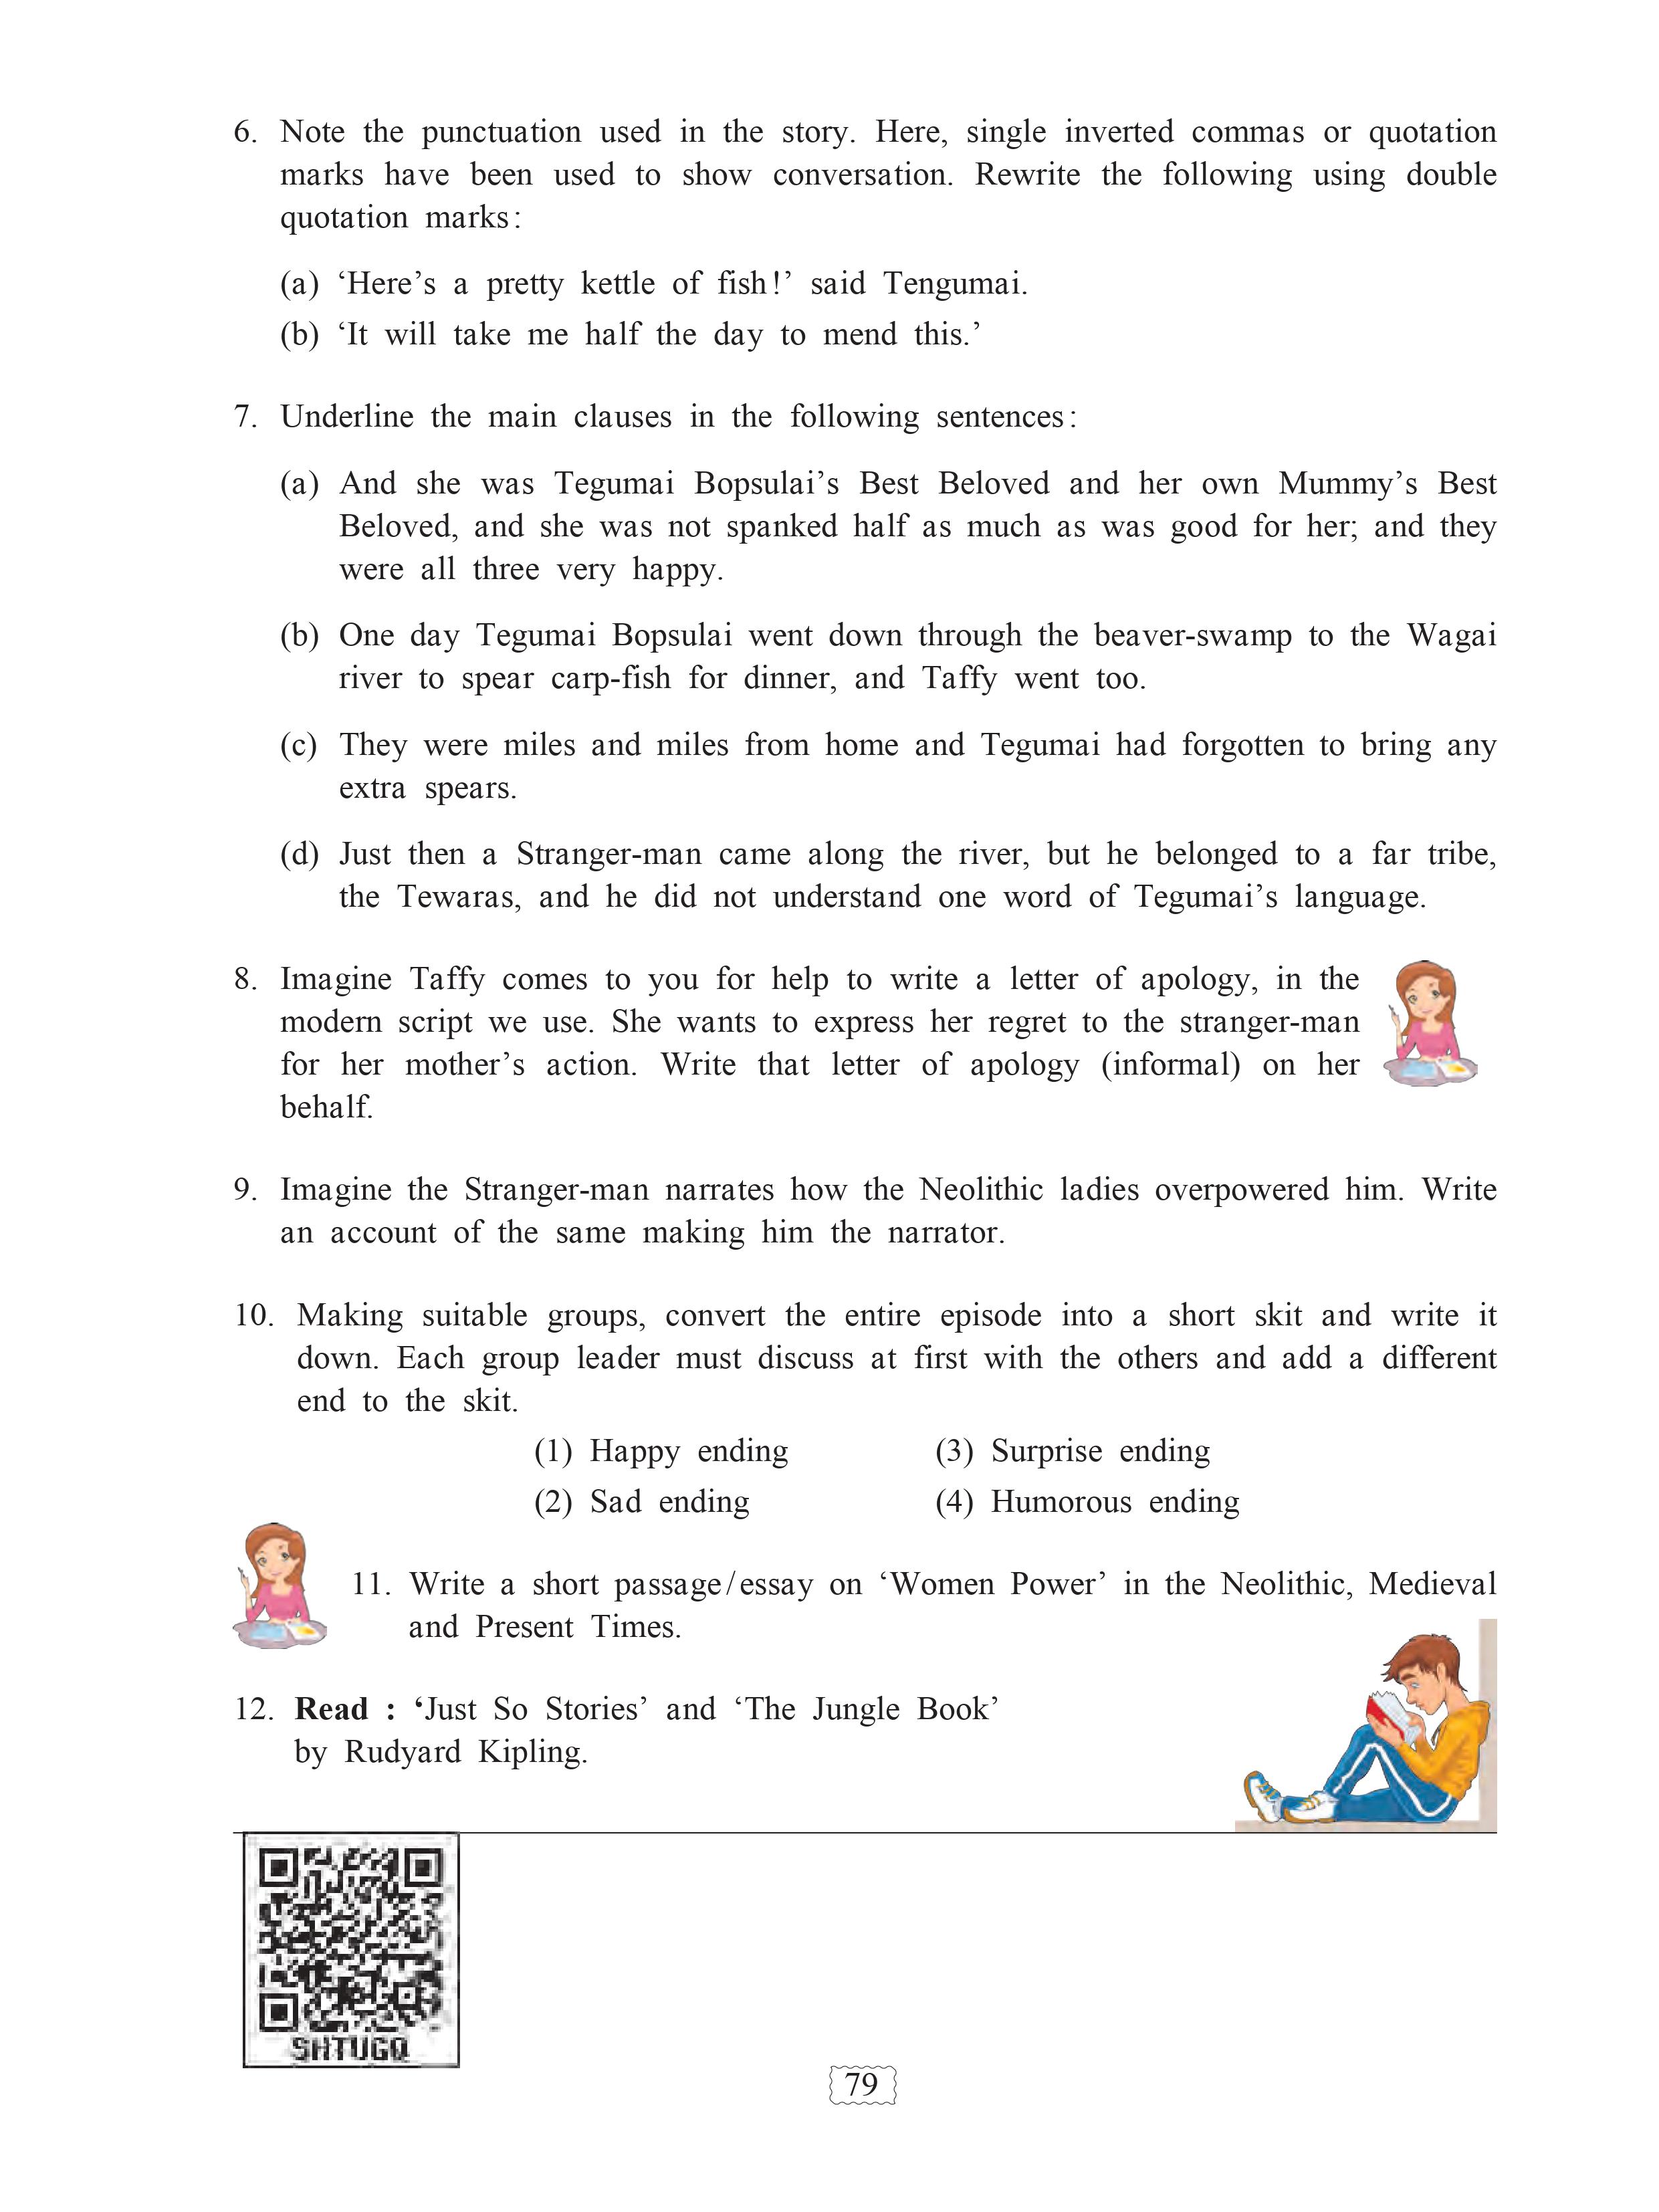 6. Note the punctuation used in the story. Here, single inverted commas or quotation
marks have been used to show conversation. Rewrite the following using double
quotation marks:
(a) ‘Here’s a pretty kettle of fish!’ said Tengumai.
(b) ‘It will take me half the day to mend this.’
7. Underline the main clauses in the following sentences:
(a) And she was Tegumai Bopsulai’s Best Beloved and her own Mummy’s Best
Beloved, and she was not spanked half as much as was good for her; and they
were all three very happy.
(b) One day Tegumai Bopsulai went down through the beaver-swamp to the Wagai
river to spear carp-fish for dinner, and Taffy went too.
(c) They were miles and miles from home and Tegumai had forgotten to bring any
extra spears.
(d) Just then a Stranger-man came along the river, but he belonged to a far tribe,
the Tewaras, and he did not understand one word of Tegumai’s language.
8. Imagine Taffy comes to you for help to write a letter of apology, in the
modern script we use. She wants to express her regret to the stranger-man
for her mother’s action. Write that letter of apology (informal) on her
behalf.
9. Imagine the Stranger-man narrates how the Neolithic ladies overpowered him. Write
an account of the same making him the narrator.
10. Making suitable groups, convert the entire episode into a short skit and write it
down. Each group leader must discuss at first with the others and add a different
end to the skit.
(1) Happy ending (3) Surprise ending
(2) Sad ending (4) Humorous ending
11. Write a short passage/essay on ‘Women Power’ in the Neolithic, Medieval
and Present Times.
12. Read : ‘Just So Stories’ and ‘The Jungle Book’
by Rudyard Kipling.
SHTUGQ
79